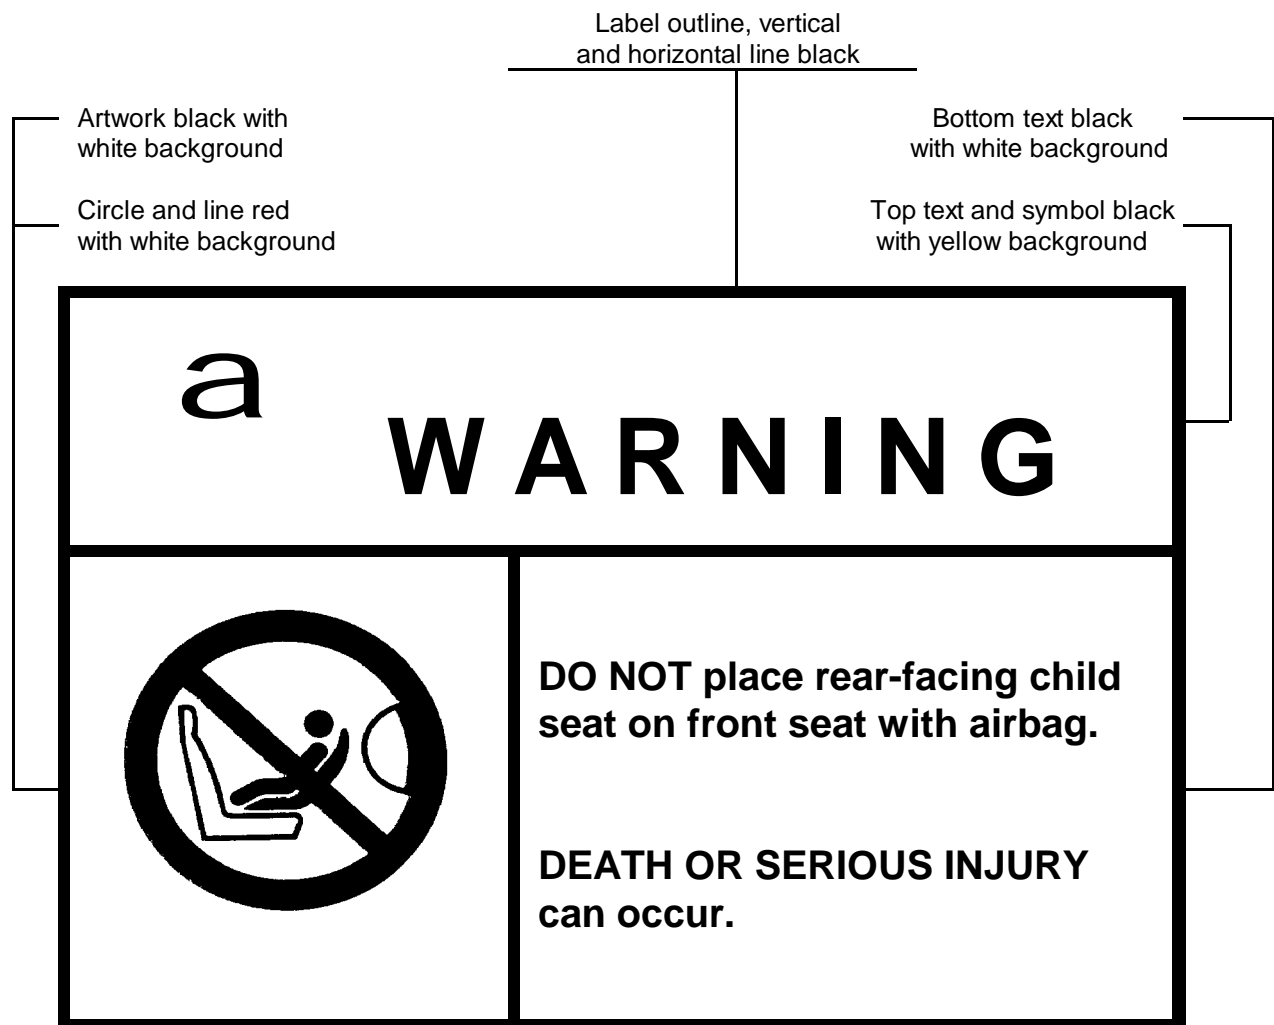 Label outline, vertical
and horizontal line black
Artwork black with
white background
Circle and line red
with white background
Bottom text black
with white background
Top text and symbol black
with yellow background
a
W A R N I N G
DO NOT place rear-facing child
seat on front seat with airbag.
DEATH OR SERIOUS INJURY
can occur.